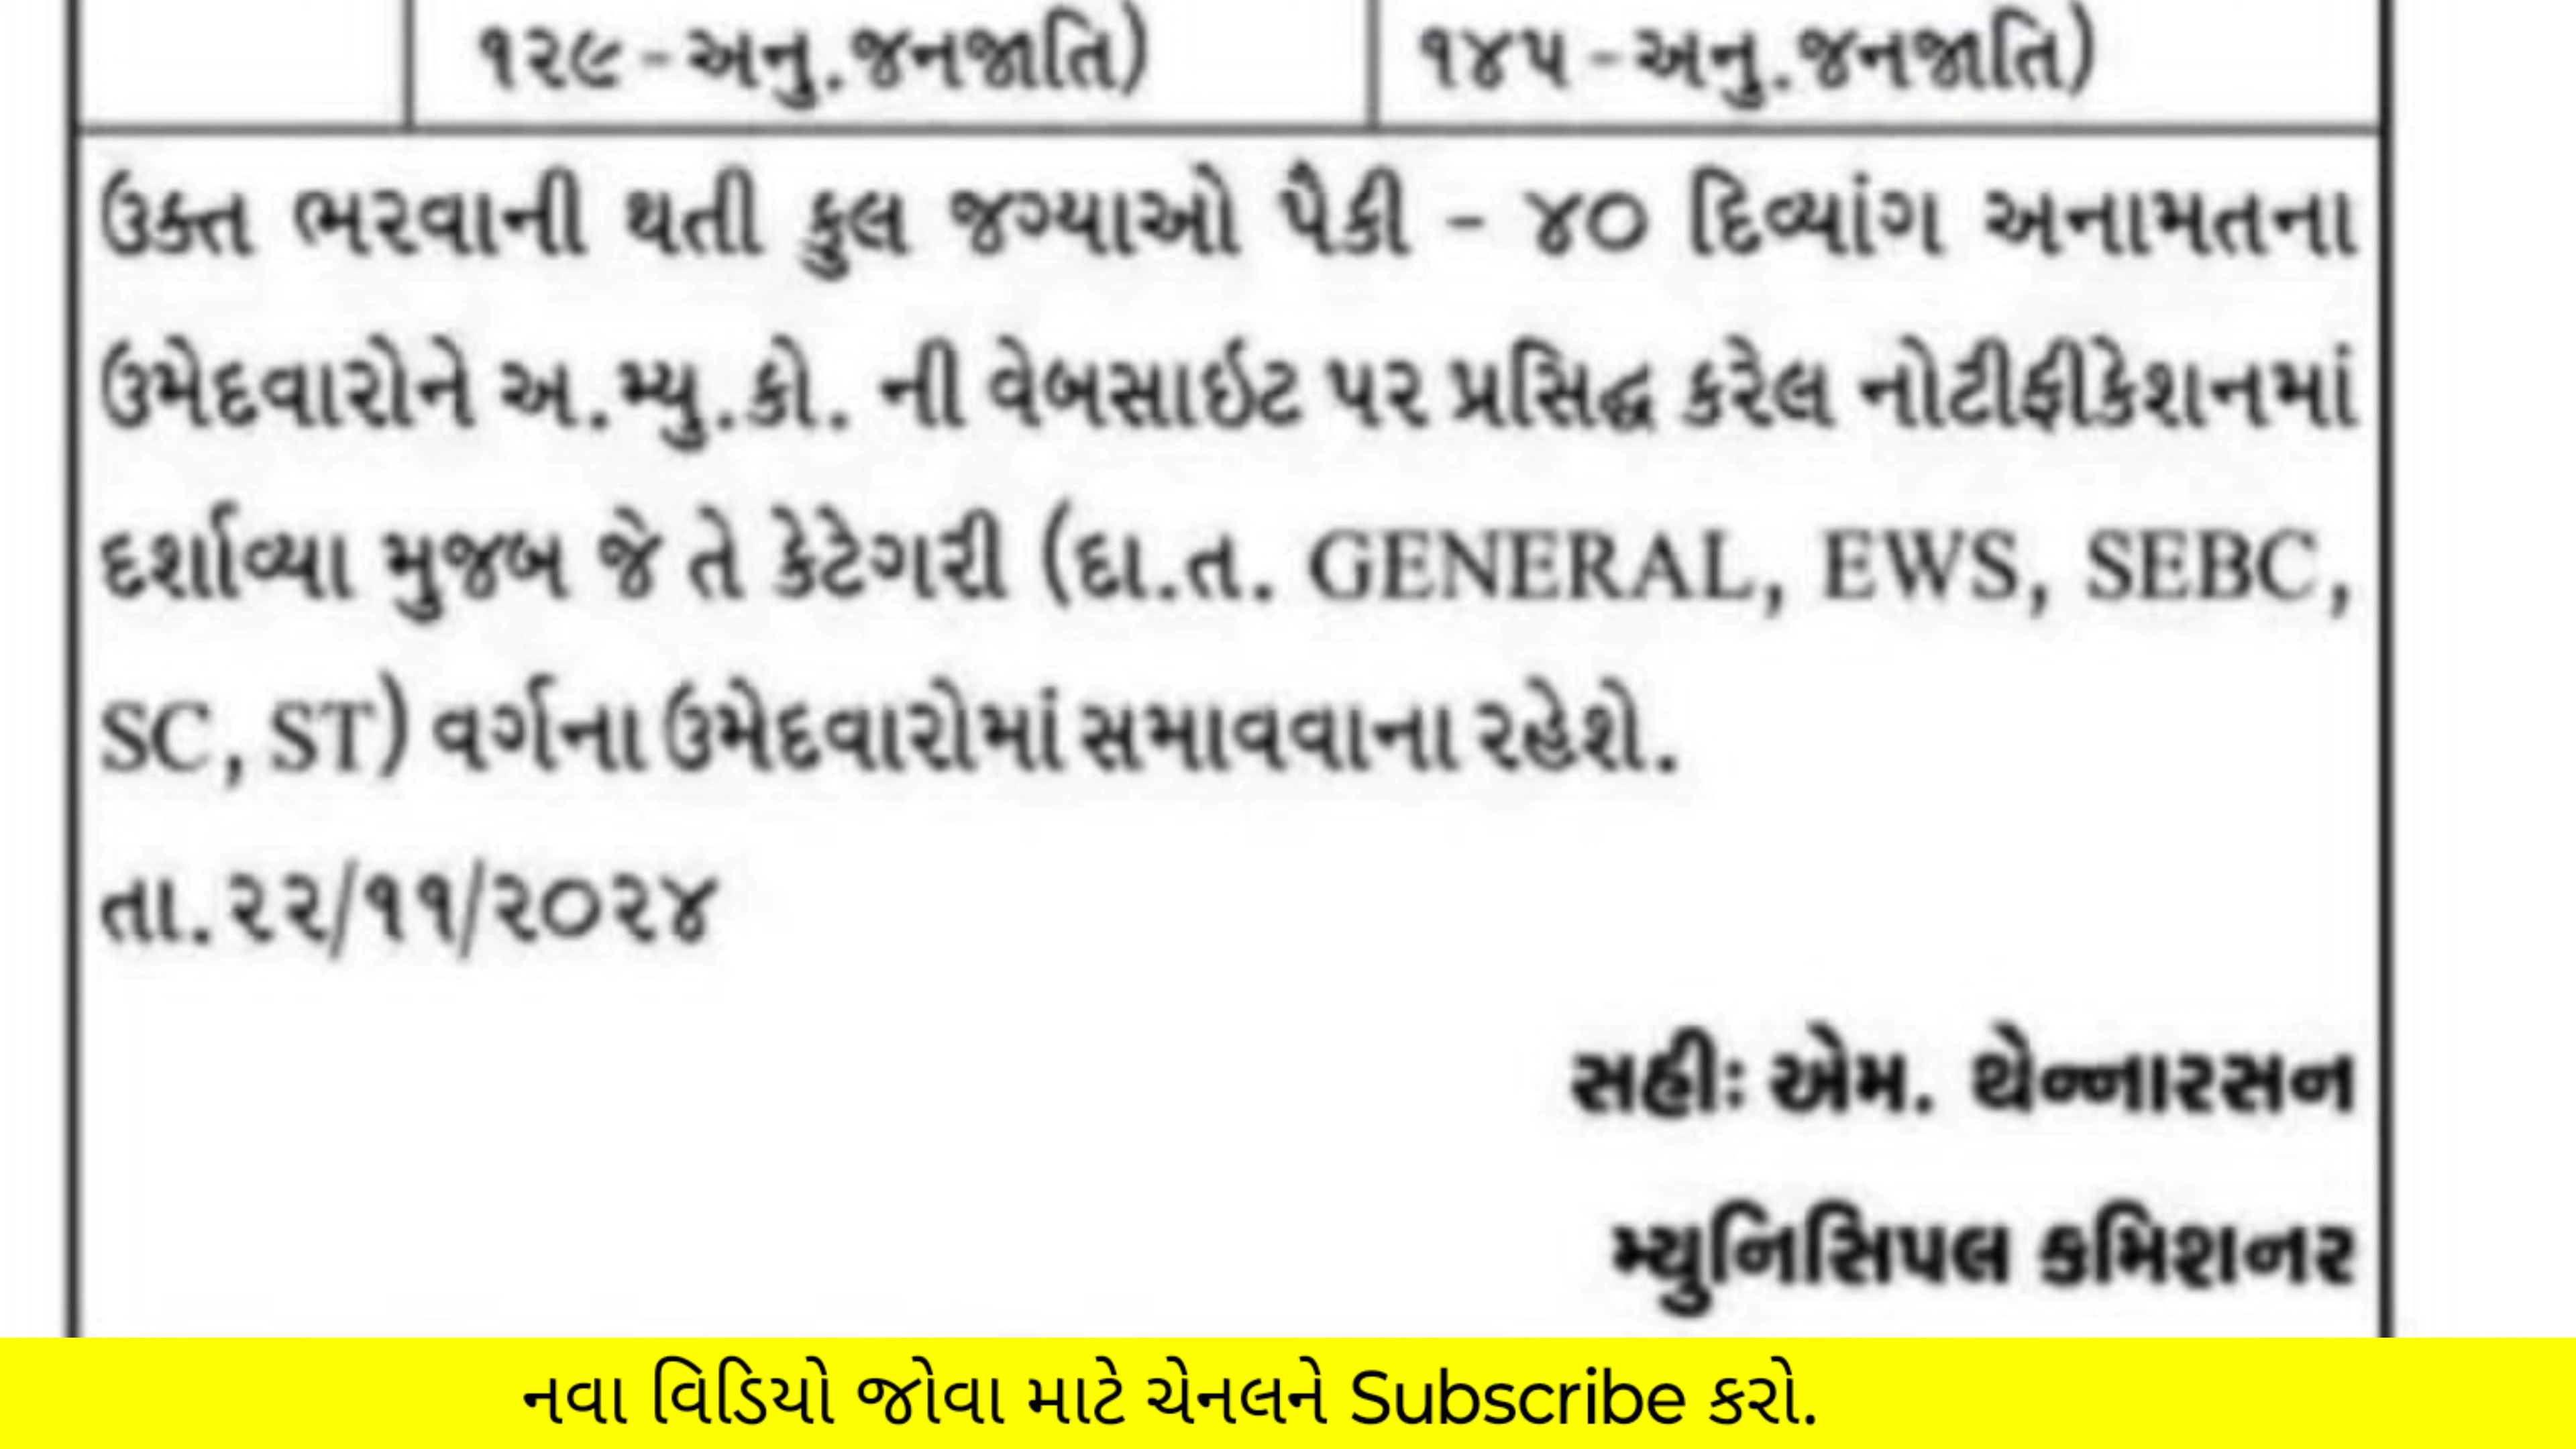 ૧૨૯-અનુ.જનજાતિ)
૧૪૫-અનુ.જનજાતિ)
ઉક્ત ભરવાની થતી કુલ જગ્યાઓ પૈકી - ૪૦ દિવ્યાંગ અનામતના
ઉમેદવારોને અ.મ્યુ.કો. ની વેબસાઇટ પર પ્રસિદ્ધ કરેલ નોટીફીકેશનમાં
દર્શાવ્યા મુજબ જે તે કેટેગરી (દા.ત. GENERAL, EWS, SEBC,
SC, ST) વર્ગના ઉમેદવારોમાં સમાવવાના રહેશે.
તા.૨૨/૧૧/૨૦૨૪
સહીઃ એમ. થેન્નારસન
મ્યુનિસિપલ કમિશનર
નવા વિડિયો જોવા માટે ચેનલને Subscribe કરો.